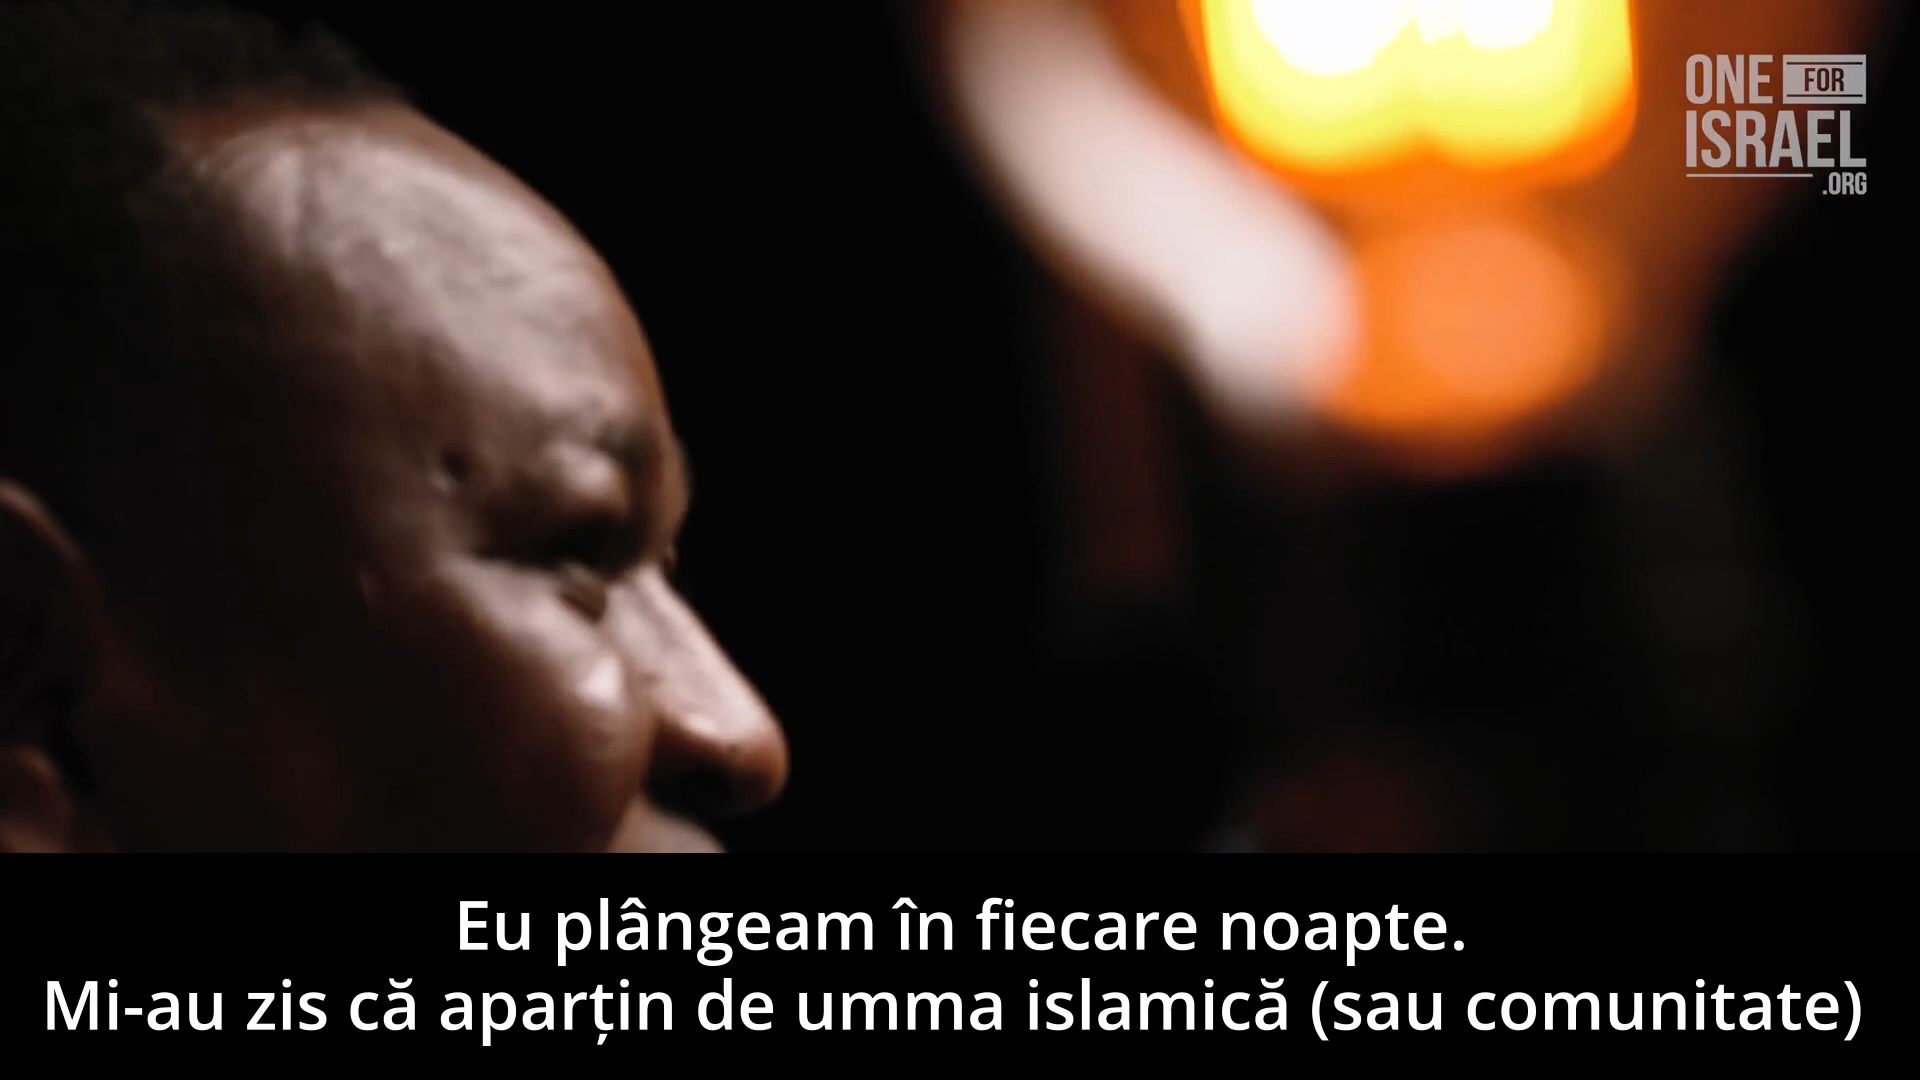 ONE FOR
ISRAEL
.ORG
Eu plângeam în fiecare noapte.
Mi-au zis că aparțin de umma islamică (sau comunitate)